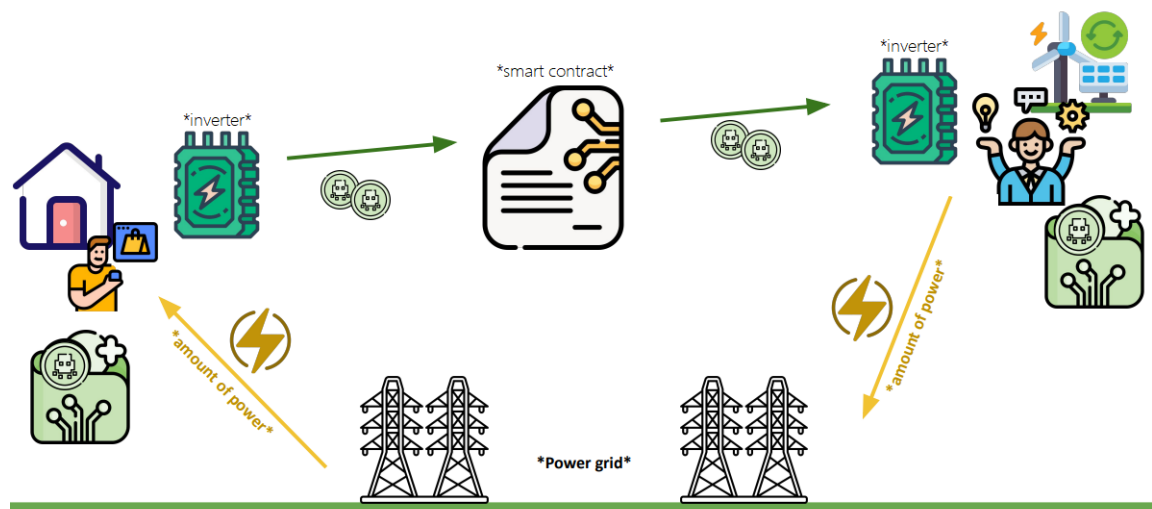 *inverter*
*smart contract*
*inverter*
*amount of power*
*amount of power*
*Power grid*